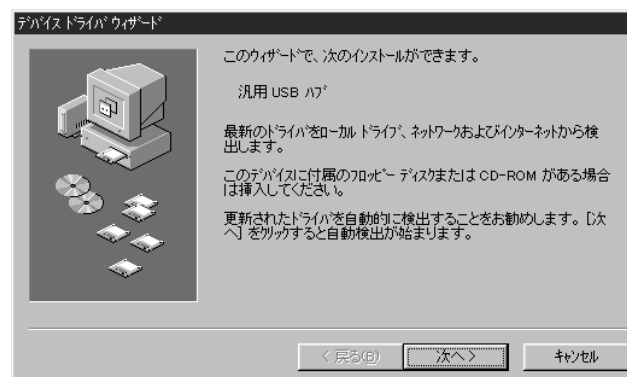 ﾃﾞﾊﾞｲｽ ﾄﾞﾗｲﾊﾞ ｳｨｻﾞｰﾄﾞ
このｳｨｻﾞｰﾄﾞで、次のｲﾝｽﾄｰﾙができます。
汎用 USB ﾊﾌﾞ
最新のﾄﾞﾗｲﾊﾞをﾛｰｶﾙ ﾄﾞﾗｲﾌﾞ、ﾈｯﾄﾜｰｸおよびｲﾝﾀｰﾈｯﾄから検
出します。
このﾃﾞﾊﾞｲｽに付属のﾌﾛｯﾋﾟｰ ﾃﾞｨｽｸまたは CD-ROM がある場合
は挿入してください。
更新されたﾄﾞﾗｲﾊﾞを自動的に検出することをお勧めします。[次
へ] をｸﾘｯｸすると自動検出が始まります。
< 戻る(B)
次へ >
ｷｬﾝｾﾙ